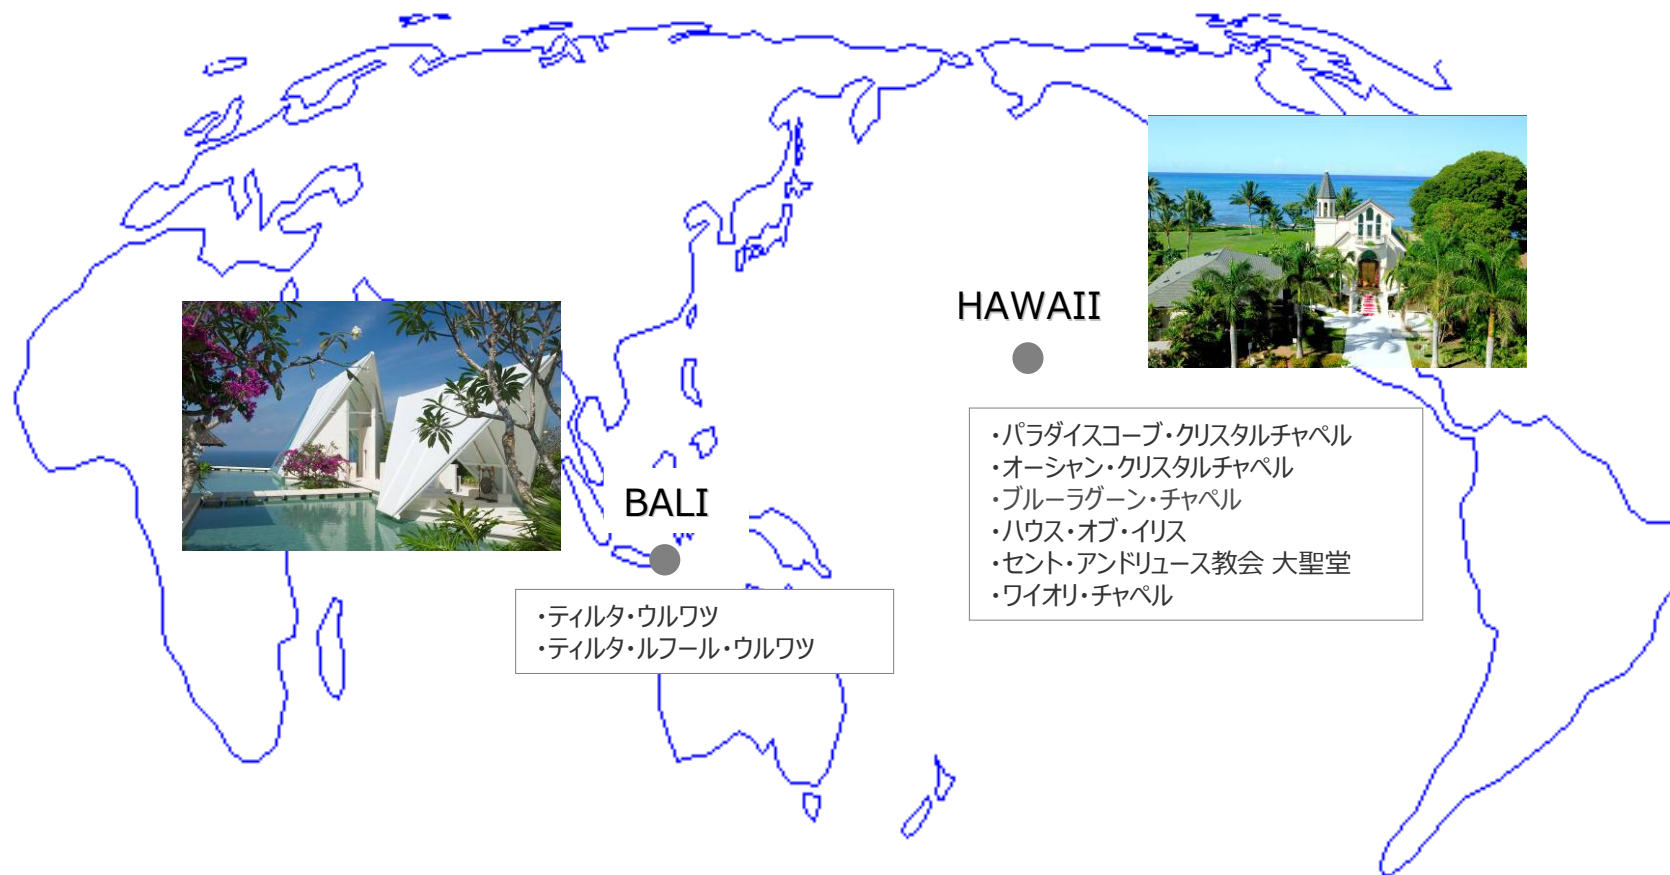 HAWAII
・パラダイスコーブ・クリスタルチャペル
・オーシャン・クリスタルチャペル
・ブルーラグーン・チャペル
・ハウス・オブ・イリス
・セント・アンドリュース教会 大聖堂
・ワイオリ・チャペル
BALI
・ティルタ・ウルワツ
・ティルタ・ルフール・ウルワツ